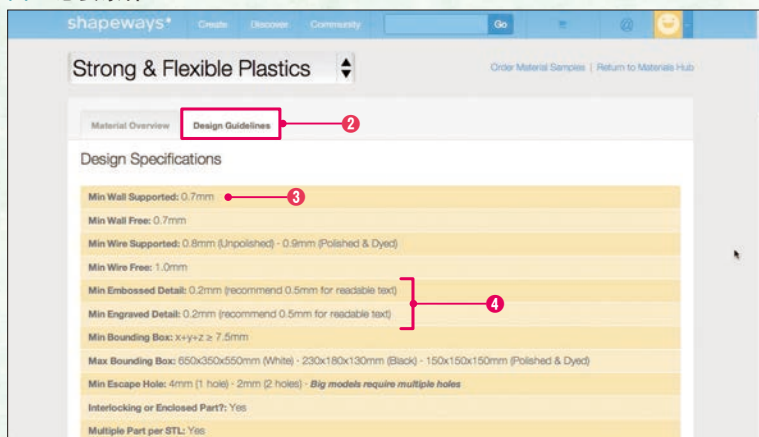 shapeways*
Create Discover Community Go @
Strong & Flexible Plastics
Order Material Samples | Return to Materials Hub
Material Overview Design Guidelines 2
Design Specifications
Min Wall Supported: 0.7mm 3
Min Wall Free: 0.7mm
Min Wire Supported: 0.8mm (Unpolished) - 0.9mm (Polished & Dyed)
Min Wire Free: 1.0mm
Min Embossed Detail: 0.2mm (recommend 0.5mm for readable text)
4
Min Engraved Detail: 0.2mm (recommend 0.5mm for readable text)
Min Bounding Box: x+y+z ≥ 7.5mm
Max Bounding Box: 650x350x550mm (White) - 230x180x130mm (Black) - 150x150x150mm (Polished & Dyed)
Min Escape Hole: 4mm (1 hole) - 2mm (2 holes) - Big models require multiple holes
Interlocking or Enclosed Part?: Yes
Multiple Part per STL: Yes